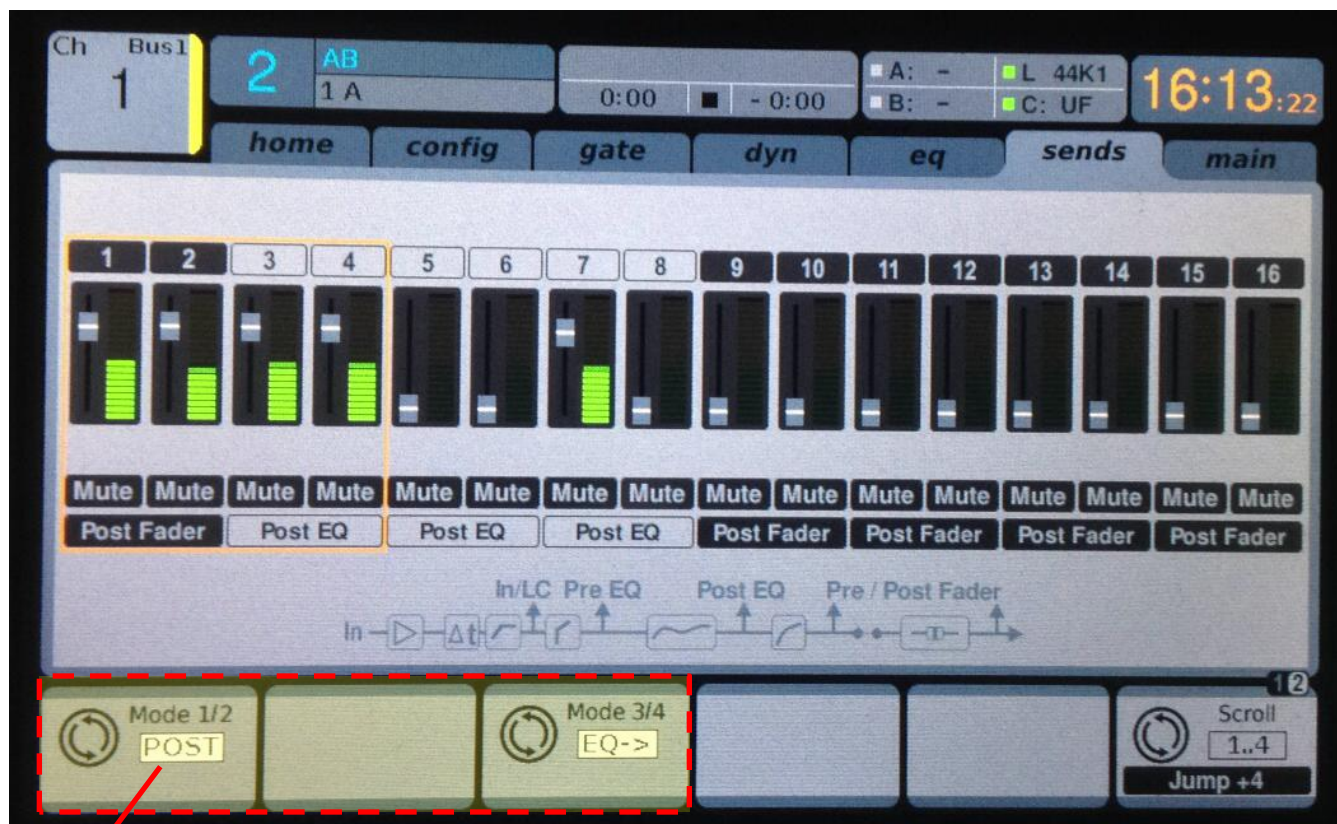 Ch Bus1
1
2 AB
1 A
0:00 - 0:00
A: - L 44K1
B: - C: UF
16:13:22
home config gate dyn eq sends main
1 2 3 4 5 6 7 8 9 10 11 12 13 14 15 16
Mute Mute Mute Mute Mute Mute Mute Mute Mute Mute Mute Mute Mute Mute Mute Mute
Post Fader Post EQ Post EQ Post EQ Post Fader Post Fader Post Fader Post Fader
In/LC Pre EQ Post EQ Pre / Post Fader
In Δt
1 2
Mode 1/2 Mode 3/4 Scroll
POST EQ-> 1..4
Jump +4